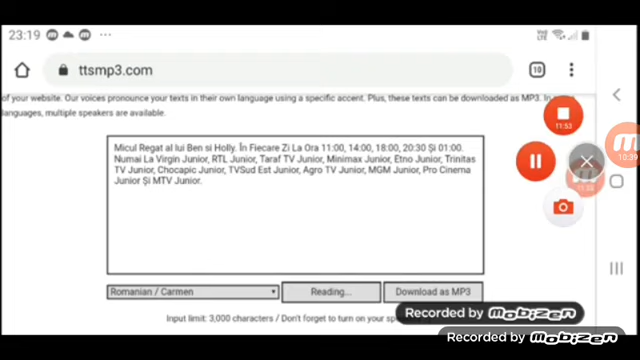 23:19
ttsmp3.com
10
of your website. Our voices pronounce your texts in their own language using a specific accent. Plus, these texts can be downloaded as MP3. In
languages, multiple speakers are available.
11:53
Micul Regat al lui Ben si Holly. În Fiecare Zi La Ora 11:00, 14:00, 18:00, 20:30 Și 01:00.
Numai La Virgin Junior, RTL Junior, Taraf TV Junior, Minimax Junior, Etno Junior, Trinitas
TV Junior, Chocapic Junior, TVSud Est Junior, Agro TV Junior, MGM Junior, Pro Cinema
Junior Și MTV Junior.
10:39
Romanian / Carmen
Reading...
Download as MP3
Input limit: 3,000 characters / Don't forget to turn on your
Recorded by MOBIZEN
Recorded by MOBIZEN